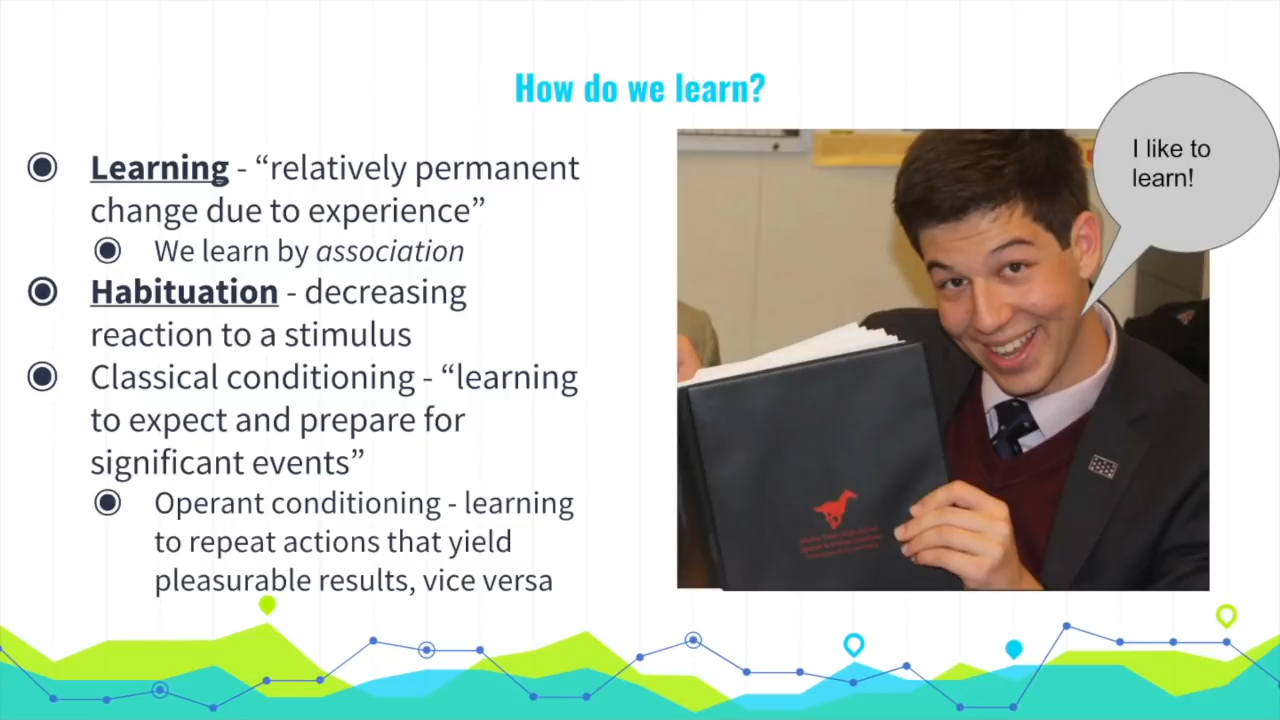 How do we learn?
Learning - “relatively permanent
change due to experience”
We learn by association
Habituation - decreasing
reaction to a stimulus
Classical conditioning - “learning
to expect and prepare for
significant events”
Operant conditioning - learning
to repeat actions that yield
pleasurable results, vice versa
I like to
learn!